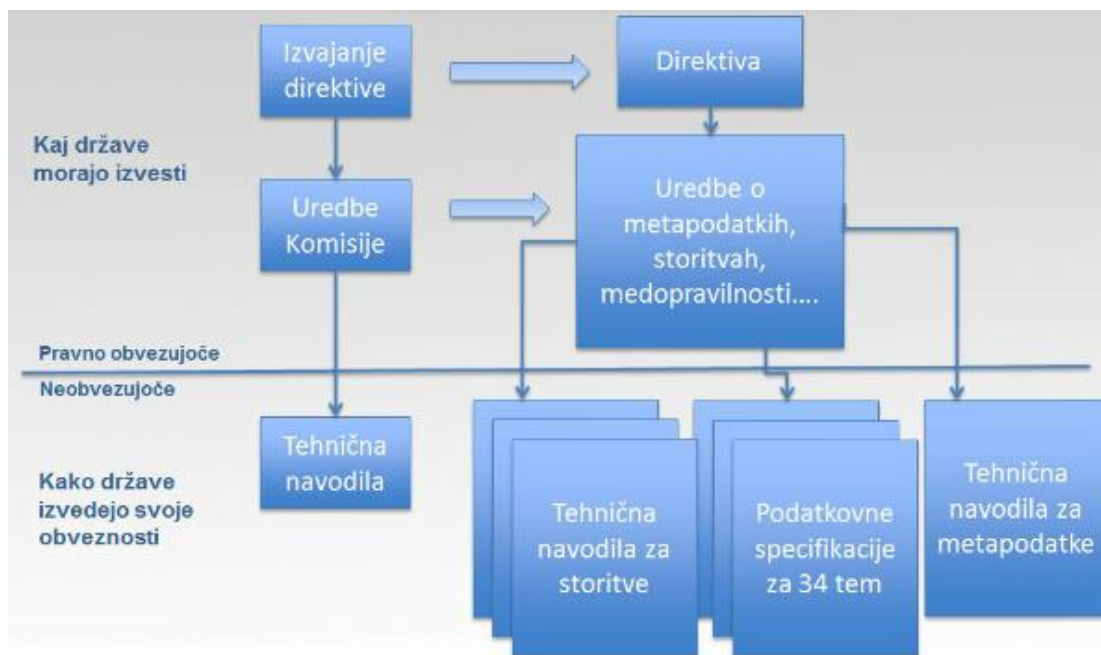 Izvajanje
direktive
Direktiva
Kaj države
morajo izvesti
Uredbe
Komisije
Uredbe o
metapodatkih,
storitvah,
medopravilnosti....
Pravno obvezujoče
Neobvezujoče
Tehnična
navodila
Kako države
izvedejo svoje
obveznosti
Tehnična
navodila za
storitve
Podatkovne
specifikacije
za 34 tem
Tehnična
navodila za
metapodatke